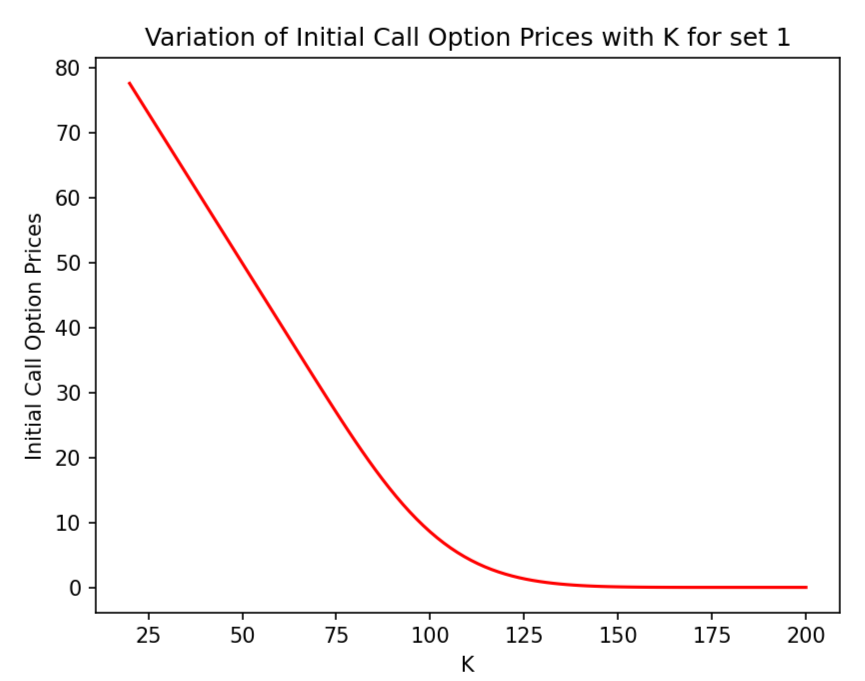 Variation of Initial Call Option Prices with K for set 1
80
70
60
50
40
30
20
10
0
Initial Call Option Prices
25 50 75 100 125 150 175 200
K